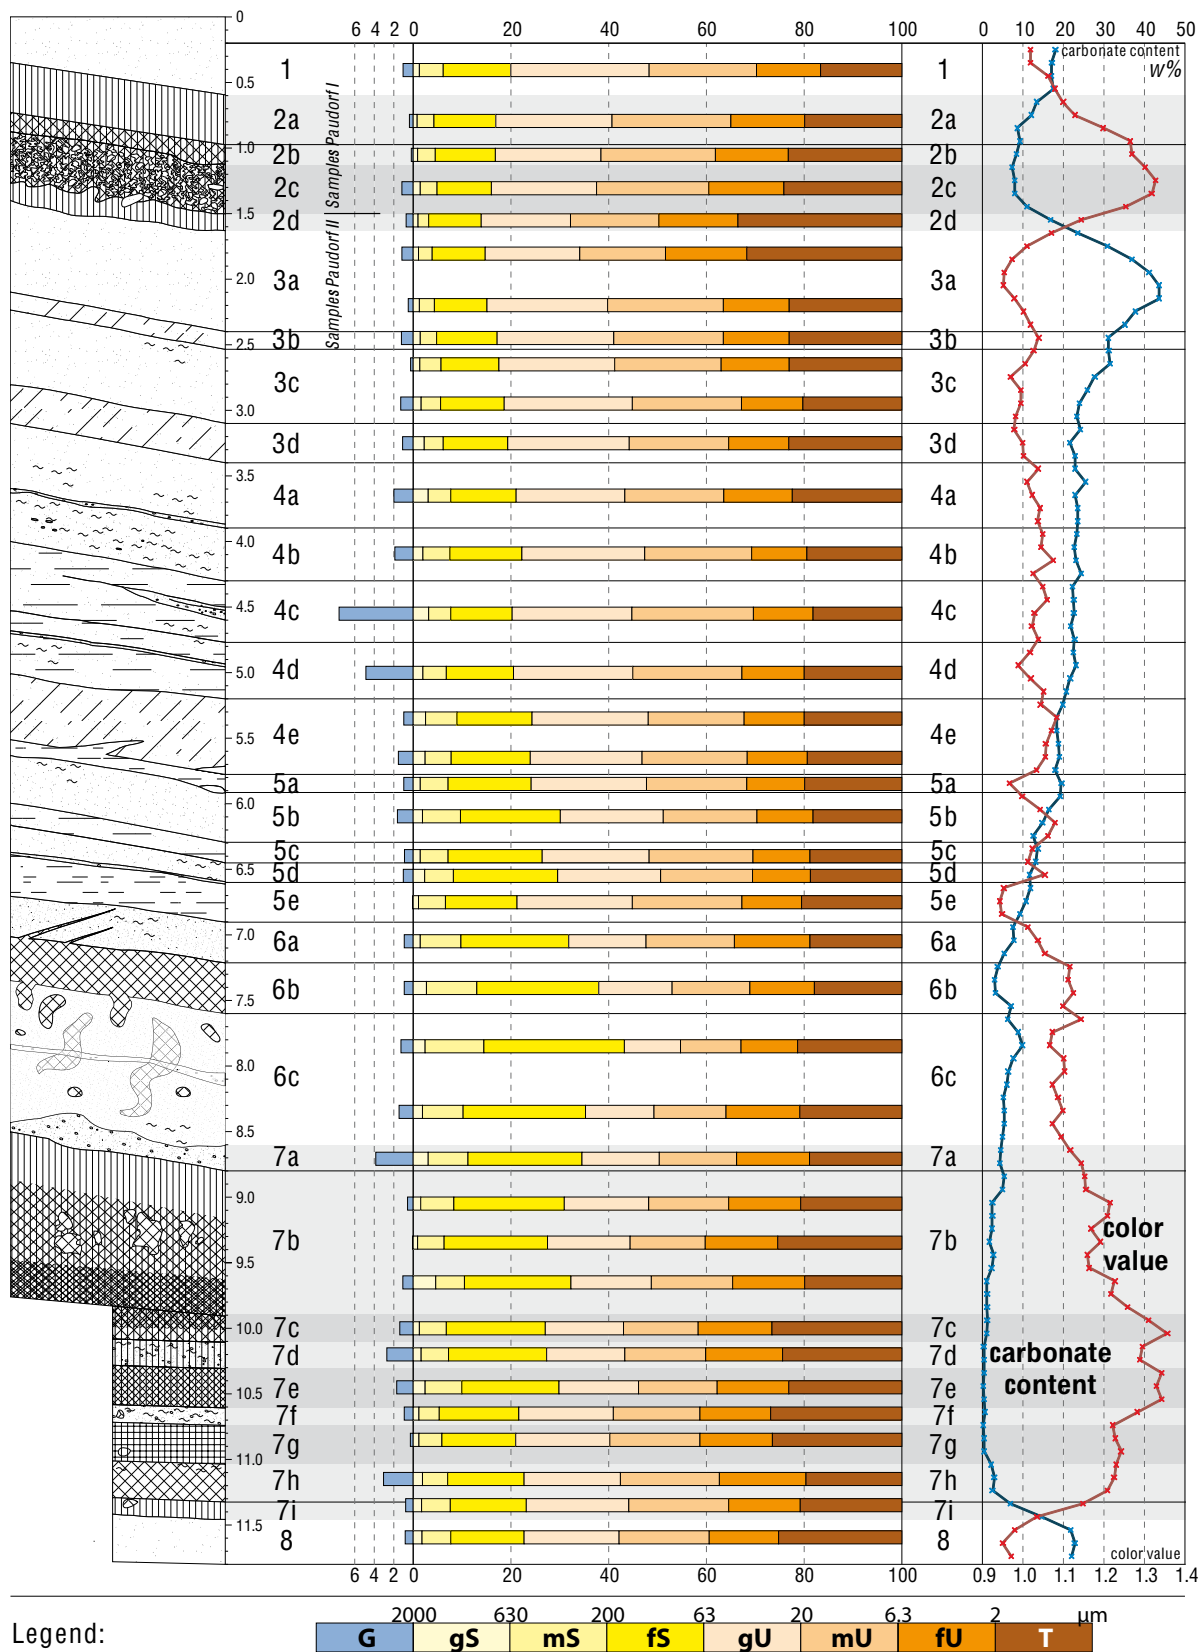 0 6 4 2 0 20 40 60 80 100 0 10 20 30 40 50
carbonate content
w%
1 1
0.5
Samples Paudorf I
2a 2a
1.0
2b 2b
2c 2c
1.5
2d 2d
Samples Paudorf II
3a 3a
2.0
3b 3b
2.5
3c 3c
3.0
3d 3d
3.5
4a 4a
4.0
4b 4b
4.5
4c 4c
5.0
4d 4d
4e 4e
5.5
5a 5a
6.0
5b 5b
5c 5c
6.5
5d 5d
5e 5e
7.0
6a 6a
6b 6b
7.5
8.0
6c 6c
8.5
7a 7a
9.0
color
7b 7b
value
9.5
10.0
7c 7c
7d 7d
carbonate
content
7e 7e
10.5
7f 7f
7g 7g
11.0
7h 7h
7i 7i
11.5
8 8
color value
6 4 2 0 20 40 60 80 100 0.9 1.0 1.1 1.2 1.3 1.4
2000 630 200 63 20 6.3 2 µm
Legend: G gS mS fS gU mU fU T